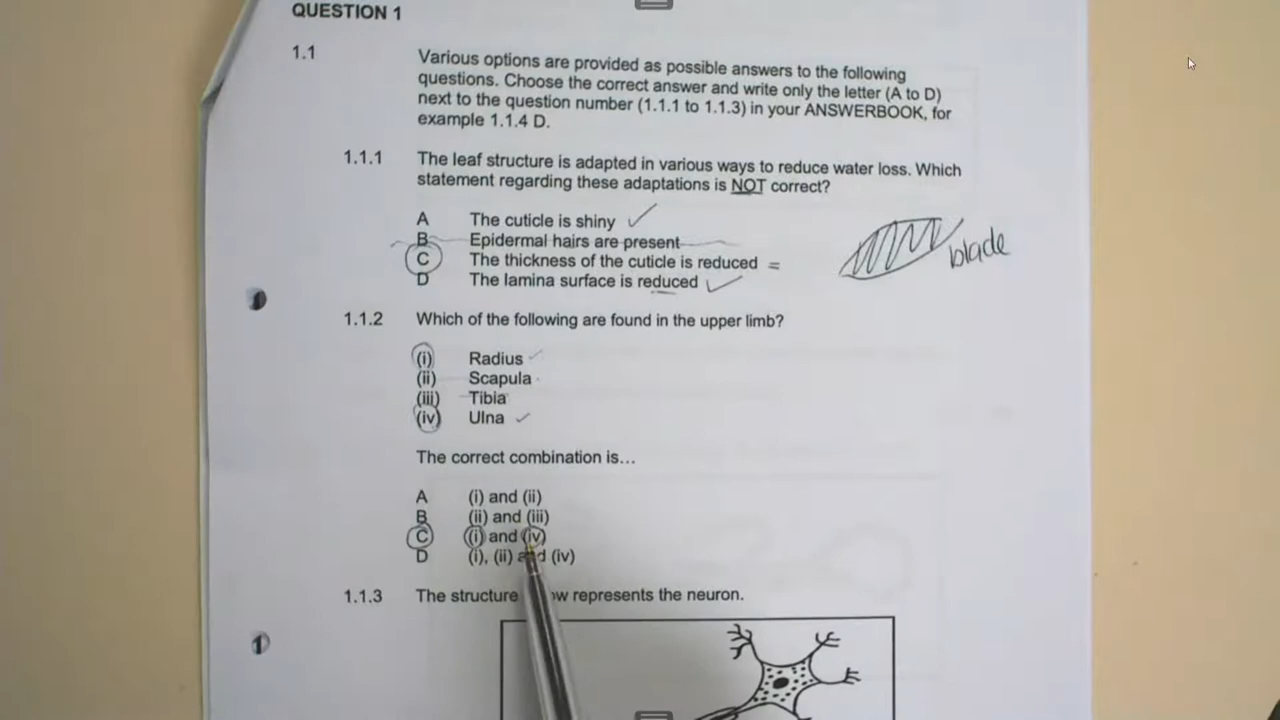 QUESTION 1
1.1 Various options are provided as possible answers to the following
questions. Choose the correct answer and write only the letter (A to D)
next to the question number (1.1.1 to 1.1.3) in your ANSWERBOOK, for
example 1.1.4 D.
1.1.1 The leaf structure is adapted in various ways to reduce water loss. Which
statement regarding these adaptations is NOT correct?
A The cuticle is shiny
B Epidermal hairs are present
C The thickness of the cuticle is reduced =
D The lamina surface is reduced
blade
1.1.2 Which of the following are found in the upper limb?
(i) Radius
(ii) Scapula
(iii) Tibia
(iv) Ulna
The correct combination is...
A (i) and (ii)
B (ii) and (iii)
C (i) and (iv)
D (i), (ii) and (iv)
1.1.3 The structure represents the neuron.